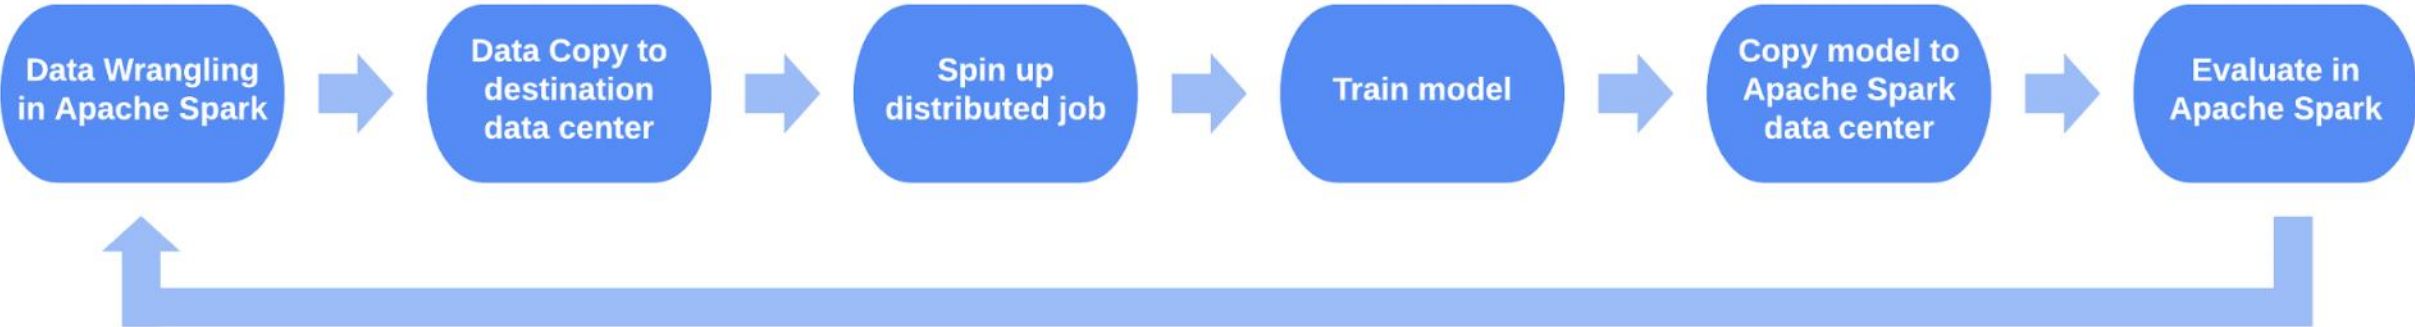 Data Wrangling
in Apache Spark
Data Copy to
destination
data center
Spin up
distributed job
Train model
Copy model to
Apache Spark
data center
Evaluate in
Apache Spark